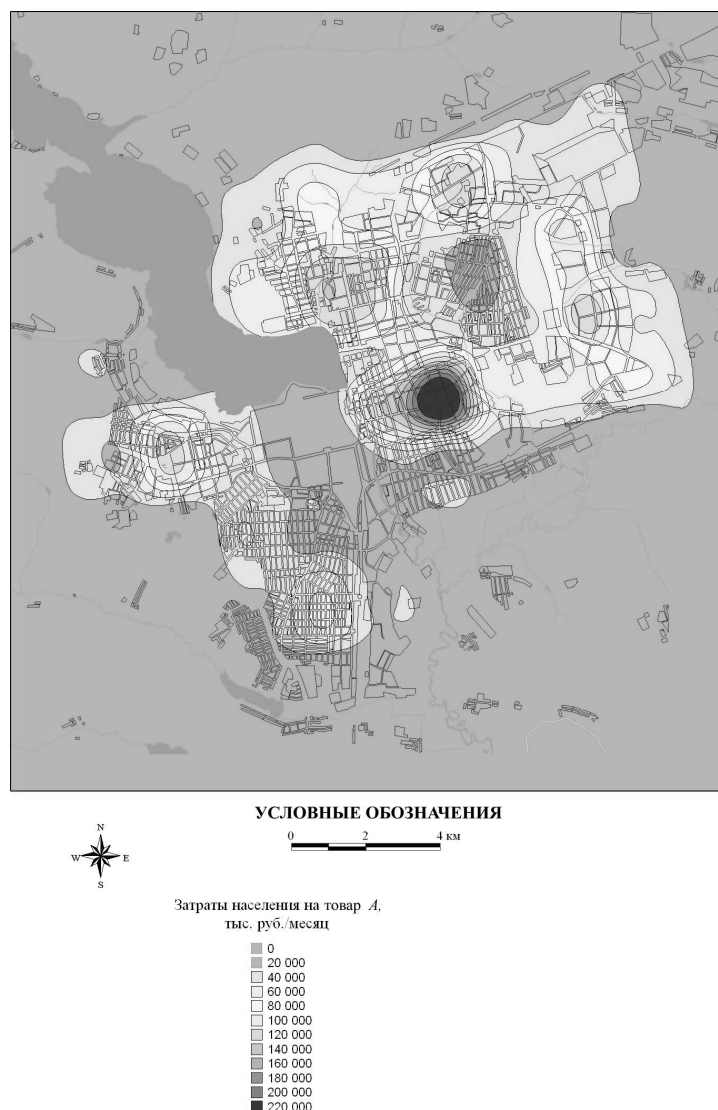 УСЛОВНЫЕ ОБОЗНАЧЕНИЯ
0 2 4 км
N
W E
S
Затраты населения на товар А,
тыс. руб./месяц
0
20 000
40 000
60 000
80 000
100 000
120 000
140 000
160 000
180 000
200 000
220 000